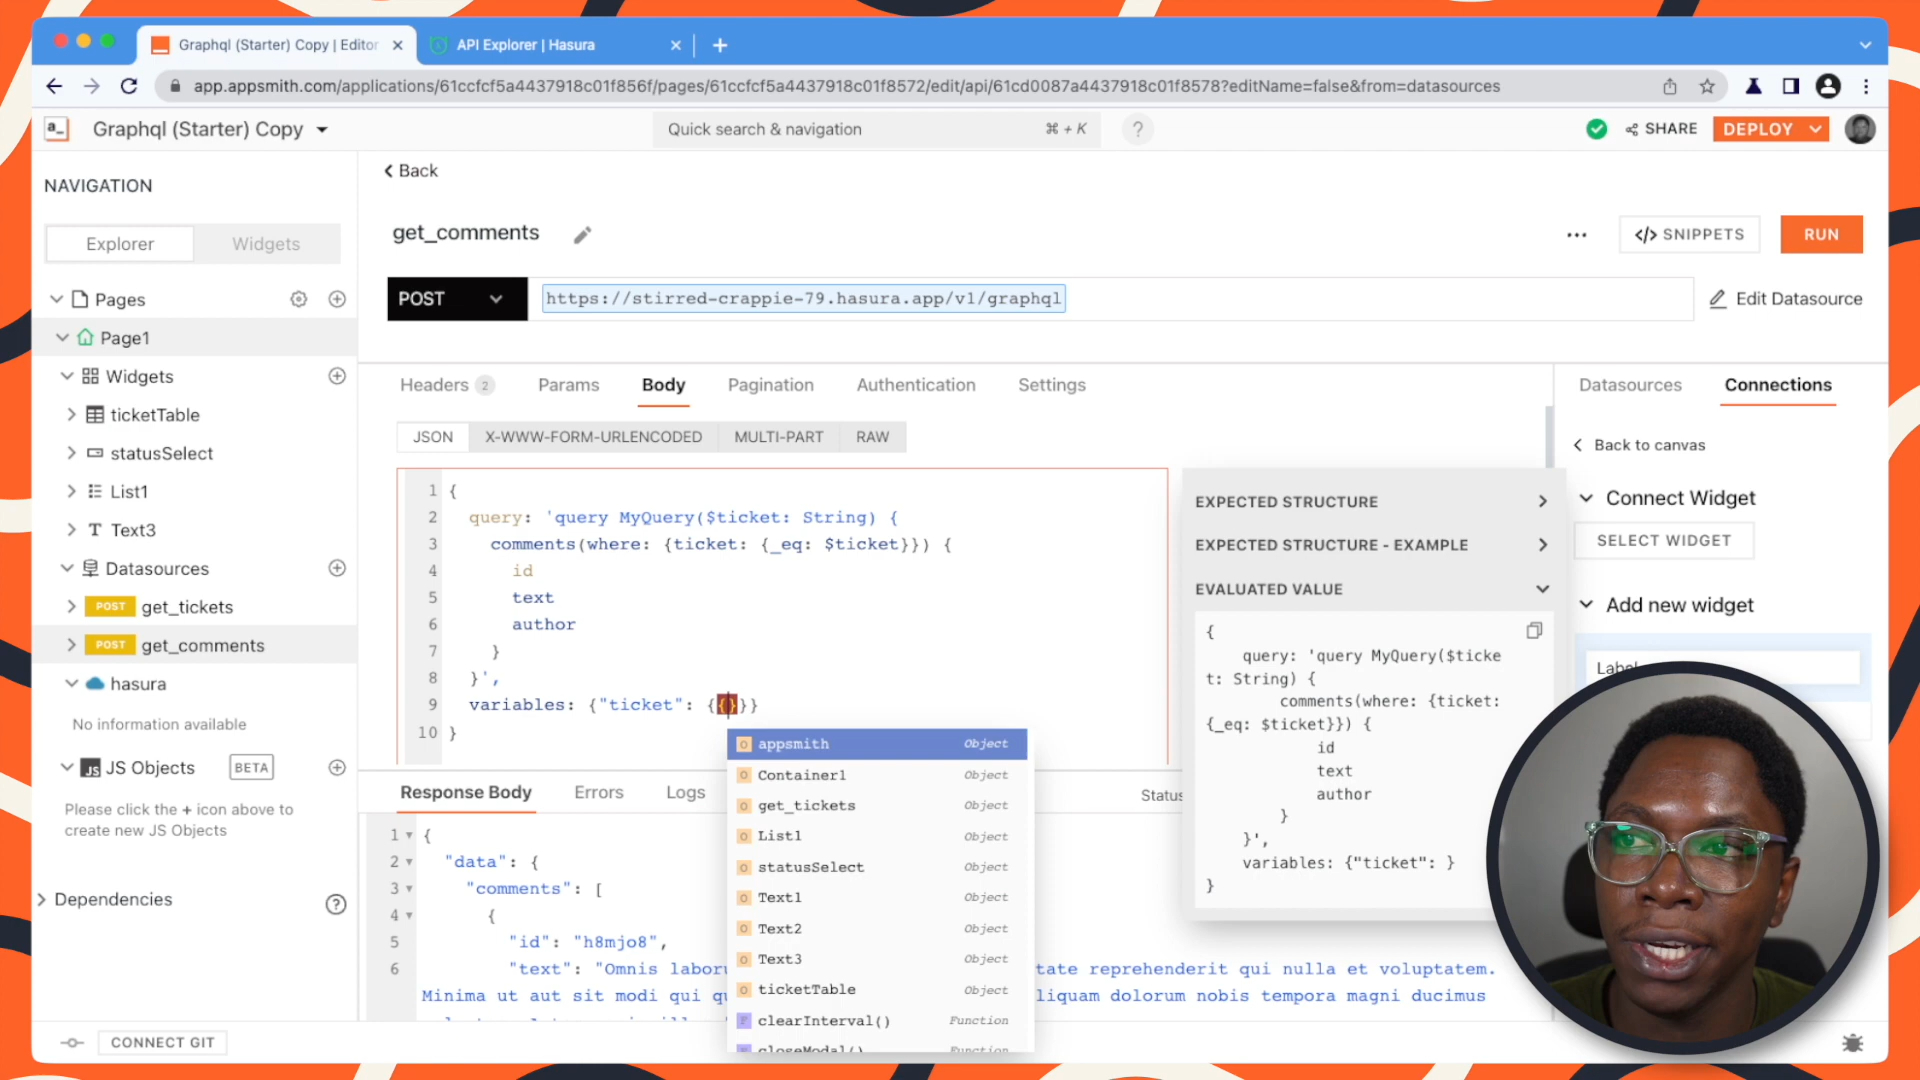 Graphql (Starter) Copy | Editor
API Explorer | Hasura
app.appsmith.com/applications/61ccfcf5a4437918c01f856f/pages/61ccfcf5a4437918c01f8572/edit/api/61cd0087a4437918c01f8578?editName=false&from=datasources
a_
Graphql (Starter) Copy
Quick search & navigation
⌘ + K
?
SHARE
DEPLOY
NAVIGATION
Explorer
Widgets
Pages
Page1
Widgets
ticketTable
statusSelect
List1
Text3
Datasources
POST get_tickets
POST get_comments
hasura
No information available
JS JS Objects BETA
Please click the + icon above to
create new JS Objects
Dependencies
?
CONNECT GIT
Back
get_comments
SNIPPETS
RUN
POST
https://stirred-crappie-79.hasura.app/v1/graphql
Edit Datasource
Headers 2
Params
Body
Pagination
Authentication
Settings
JSON
X-WWW-FORM-URLENCODED
MULTI-PART
RAW
1 {
2 query: 'query MyQuery($ticket: String) {
3 comments(where: {ticket: {_eq: $ticket}}) {
4 id
5 text
6 author
7 }
8 }',
9 variables: {"ticket": {{}}}
10 }
O appsmith Object
O Container1 Object
O get_tickets Object
O List1 Object
O statusSelect Object
O Text1 Object
O Text2 Object
O Text3 Object
O ticketTable Object
F clearInterval() Function
closeModal() Function
EXPECTED STRUCTURE
EXPECTED STRUCTURE - EXAMPLE
EVALUATED VALUE
{
query: 'query MyQuery($ticke
t: String) {
comments(where: {ticket:
{_eq: $ticket}}) {
id
text
author
}
}',
variables: {"ticket": }
}
Datasources
Connections
Back to canvas
Connect Widget
SELECT WIDGET
Add new widget
Label
Response Body
Errors
Logs
Status
1 {
2 "data": {
3 "comments": [
4 {
5 "id": "h8mjo8",
6 "text": "Omnis tate reprehenderit qui nulla et voluptatem.
Minima ut aut sit modi qui liquam dolorum nobis tempora magni ducimus